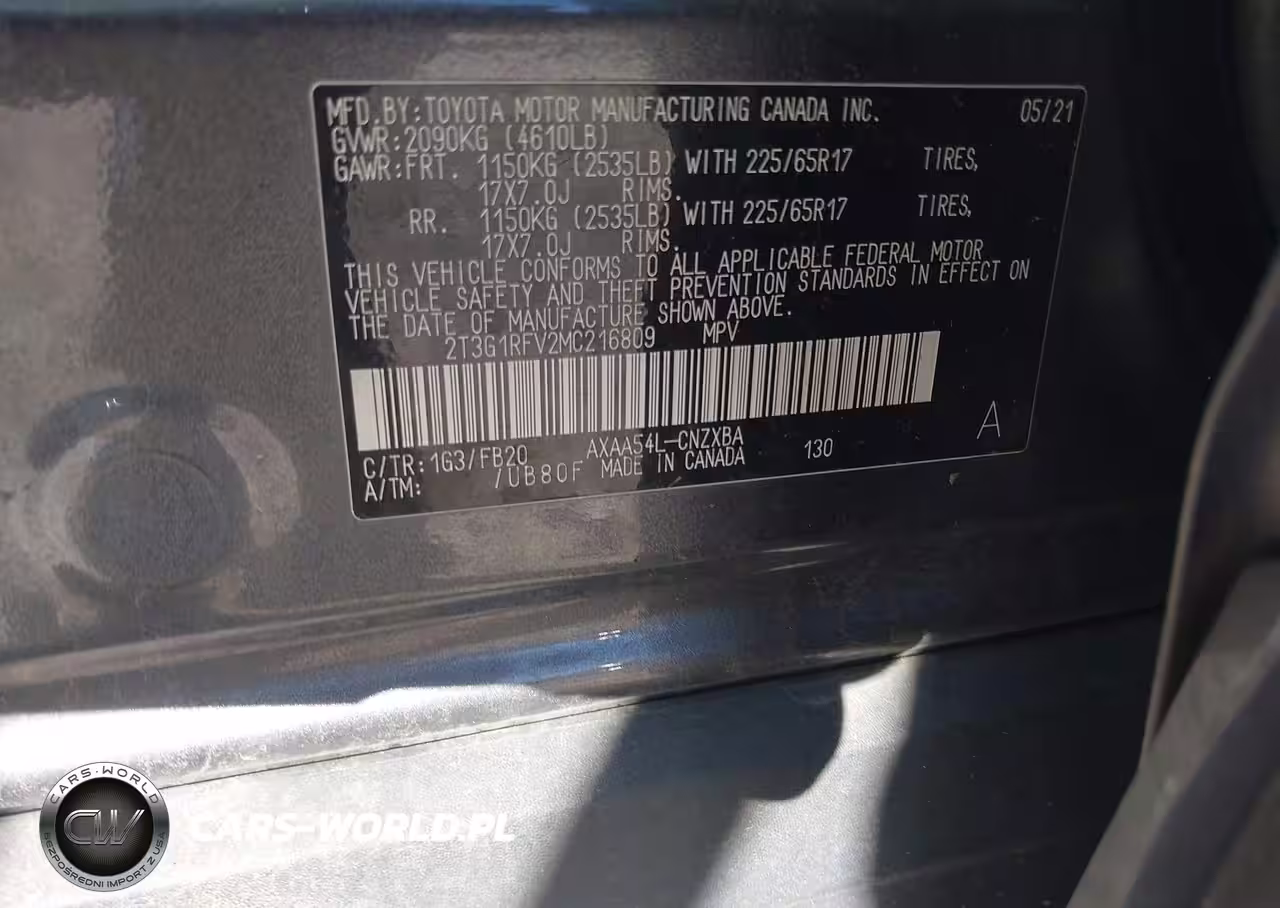 MFD.BY:TOYOTA MOTOR MANUFACTURING CANADA INC. 05/21
GVWR:2090KG (4610LB)
GAWR:FRT. 1150KG (2535LB) WITH 225/65R17 TIRES,
17X7.0J RIMS.
RR. 1150KG (2535LB) WITH 225/65R17 TIRES,
17X7.0J RIMS.
THIS VEHICLE CONFORMS TO ALL APPLICABLE FEDERAL MOTOR
VEHICLE SAFETY AND THEFT PREVENTION STANDARDS IN EFFECT ON
THE DATE OF MANUFACTURE SHOWN ABOVE.
2T3G1RFV2MC216809 MPV
C/TR:1G3/FB20 AXAA54L-CNZXBA 130 A
A/TM: /UB80F MADE IN CANADA
CARS-WORLD
CW
BEZPOŚREDNI IMPORT Z USA
CARS-WORLD.PL